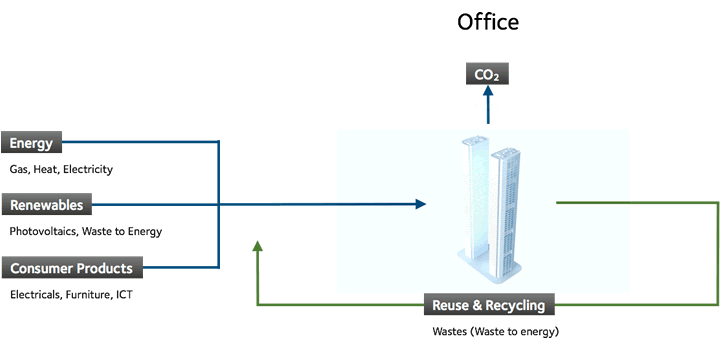 Office
CO₂
Energy
Gas, Heat, Electricity
Renewables
Photovoltaics, Waste to Energy
Consumer Products
Electricals, Furniture, ICT
Reuse & Recycling
Wastes (Waste to energy)